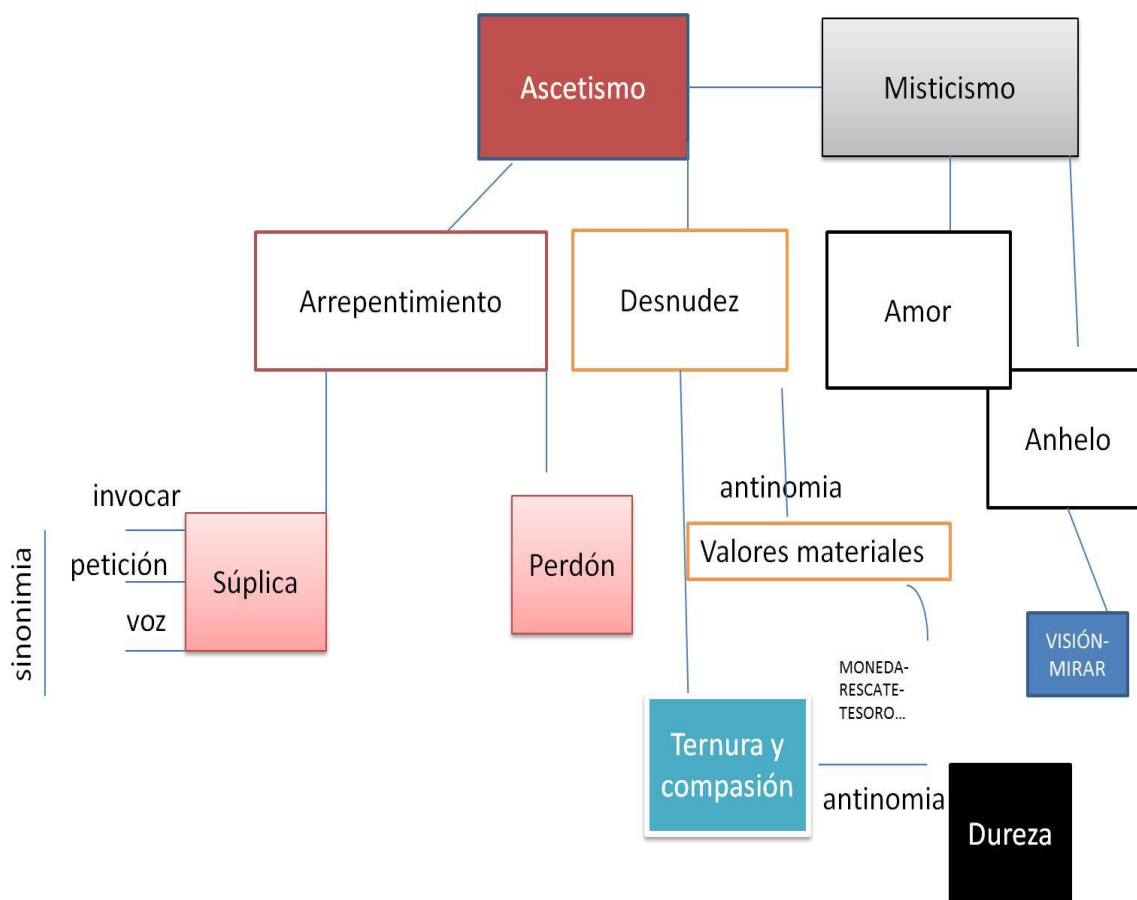 Ascetismo
Misticismo
Arrepentimiento
Desnudez
Amor
Anhelo
invocar
petición
voz
sinonimia
Súplica
Perdón
antinomia
Valores materiales
MONEDA-
RESCATE-
TESORO...
VISIÓN-
MIRAR
Ternura y
compasión
antinomia
Dureza